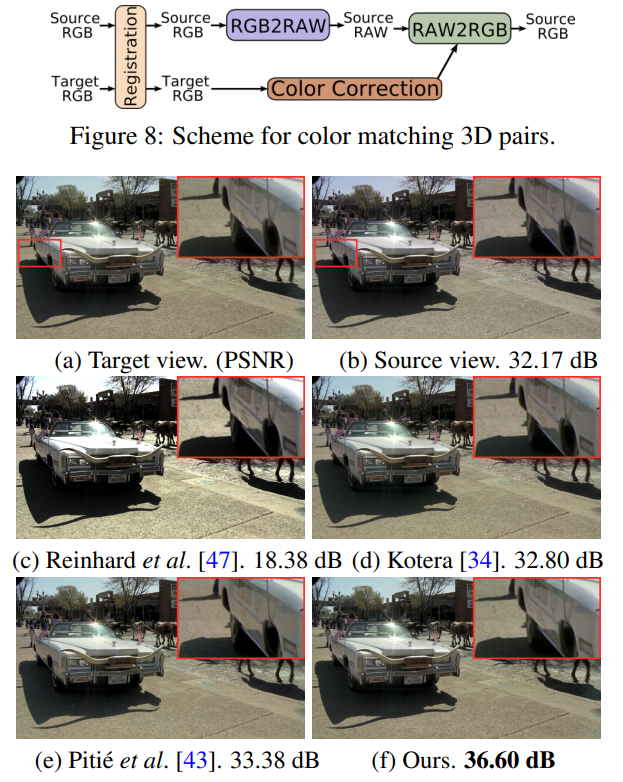 Source RGB
Source RGB
RGB2RAW
Source RAW
RAW2RGB
Source RGB
Registration
Target RGB
Target RGB
Color Correction
Figure 8: Scheme for color matching 3D pairs.
(a) Target view. (PSNR)
(b) Source view. 32.17 dB
(c) Reinhard et al. [47]. 18.38 dB
(d) Kotera [34]. 32.80 dB
(e) Pitié et al. [43]. 33.38 dB
(f) Ours. 36.60 dB